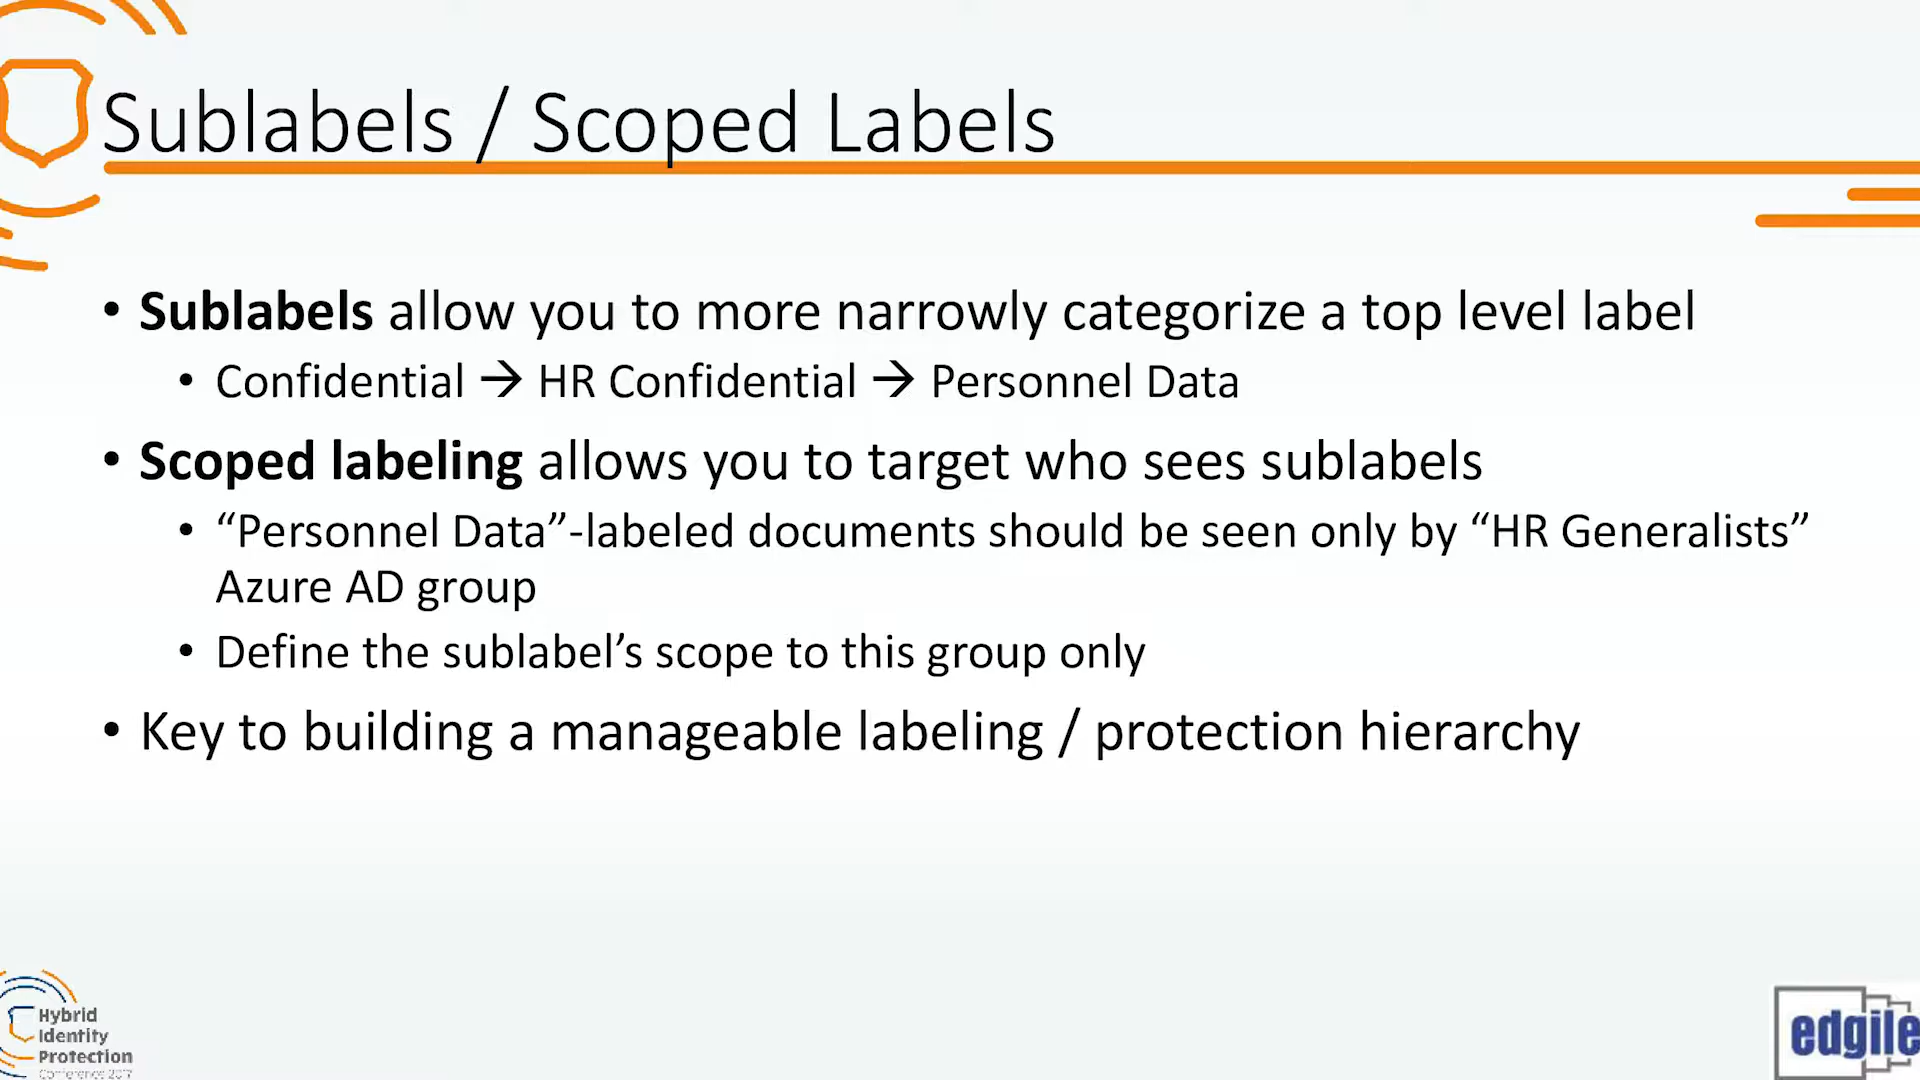 Sublabels / Scoped Labels
• Sublabels allow you to more narrowly categorize a top level label
• Confidential → HR Confidential → Personnel Data
• Scoped labeling allows you to target who sees sublabels
• “Personnel Data”-labeled documents should be seen only by “HR Generalists”
Azure AD group
• Define the sublabel’s scope to this group only
• Key to building a manageable labeling / protection hierarchy
Hybrid
Identity
Protection
Conference 2017
edgile